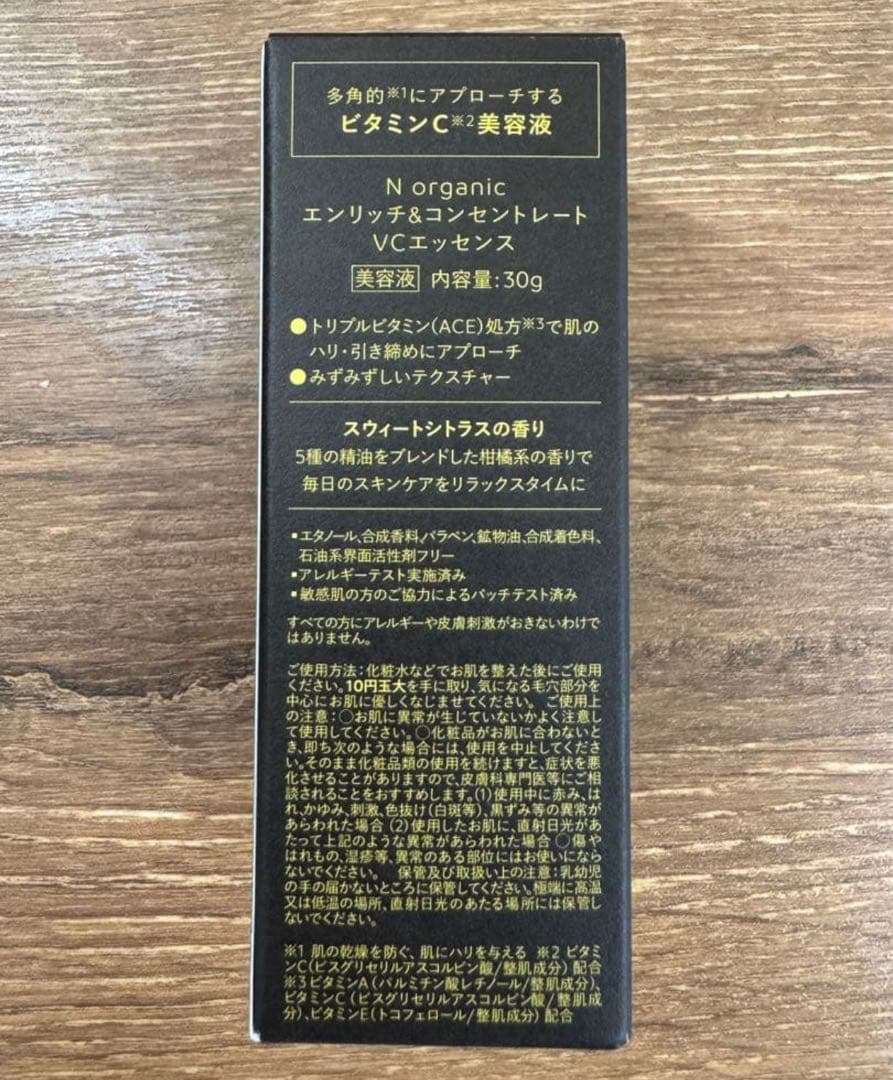 多角的※1にアプローチする
ビタミンC※2美容液
N organic
エンリッチ&コンセントレート
VCエッセンス
美容液 内容量:30g
●トリプルビタミン(ACE)処方※3で肌の
ハリ・引き締めにアプローチ
●みずみずしいテクスチャー
スウィートシトラスの香り
5種の精油をブレンドした柑橘系の香りで
毎日のスキンケアをリラックスタイムに
▪エタノール、合成香料、パラベン、鉱物油、合成着色料、
石油系界面活性剤フリー
▪アレルギーテスト実施済み
▪敏感肌の方のご協力によるパッチテスト済み
すべての方にアレルギーや皮膚刺激がおきないわけで
はありません。
ご使用方法：化粧水などでお肌を整えた後にご使用
ください。10円玉大を手に取り、気になる毛穴部分を
中心にお肌に優しくなじませてください。 ご使用上
の注意：○お肌に異常が生じていないかよく注意し
て使用してください。○化粧品がお肌に合わないと
き、即ち次のような場合には、使用を中止してくださ
い。そのまま化粧品類の使用を続けますと、症状を悪
化させることがありますので、皮膚科専門医等にご相
談されることをおすすめします。(1)使用中に赤み、は
れ、かゆみ、刺激、色抜け(白斑等)、黒ずみ等の異常が
あらわれた場合 (2)使用したお肌に、直射日光があ
たって上記のような異常があらわれた場合 ○傷や
はれもの、湿疹等、異常のある部位にはお使いになら
ないでください。 保管及び取扱い上の注意：乳幼児
の手の届かないところに保管してください。極端に高温
又は低温の場所、直射日光のあたる場所には保管し
ないでください。
※1 肌の乾燥を防ぐ、肌にハリを与える ※2 ビタミ
ンC(ビスグリセリルアスコルビン酸/整肌成分) 配合
※3ビタミンA(パルミチン酸レチノール/整肌成分)、
ビタミンC(ビスグリセリルアスコルビン酸/整肌成
分)、ビタミンE(トコフェロール/整肌成分) 配合